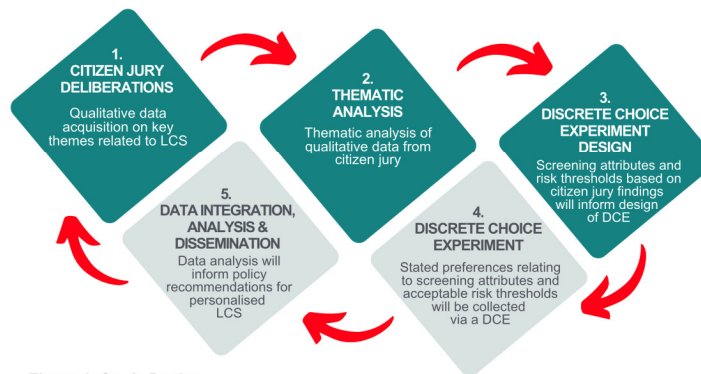 1.
CITIZEN JURY
DELIBERATIONS
Qualitative data
acquisition on key
themes related to LCS
2.
THEMATIC
ANALYSIS
Thematic analysis of
qualitative data from
citizen jury
3.
DISCRETE CHOICE
EXPERIMENT
DESIGN
Screening attributes and
risk thresholds based on
citizen jury findings
will inform design
of DCE
4.
DISCRETE CHOICE
EXPERIMENT
Stated preferences relating
to screening attributes and
acceptable risk thresholds
will be collected
via a DCE
5.
DATA INTEGRATION,
ANALYSIS &
DISSEMINATION
Data analysis will
inform policy
recommendations for
personalised
LCS